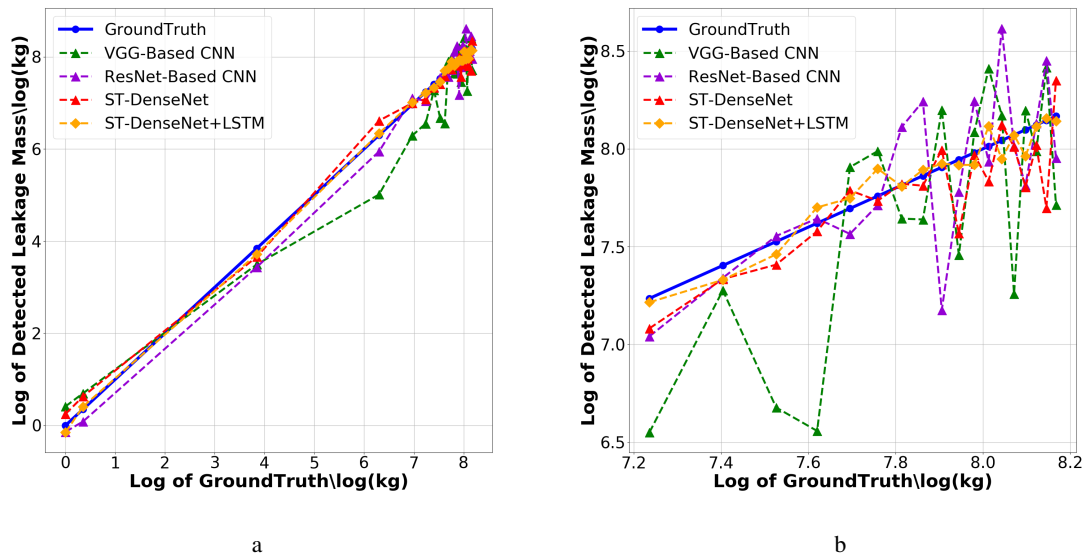 GroundTruth
VGG-Based CNN
ResNet-Based CNN
ST-DenseNet
ST-DenseNet+LSTM
Log of Detected Leakage Mass\log(kg)
8
6
4
2
0
0 1 2 3 4 5 6 7 8
Log of GroundTruth\log(kg)
a
GroundTruth
VGG-Based CNN
ResNet-Based CNN
ST-DenseNet
ST-DenseNet+LSTM
Log of Detected Leakage Mass\log(kg)
8.5
8.0
7.5
7.0
6.5
7.2 7.4 7.6 7.8 8.0 8.2
Log of GroundTruth\log(kg)
b